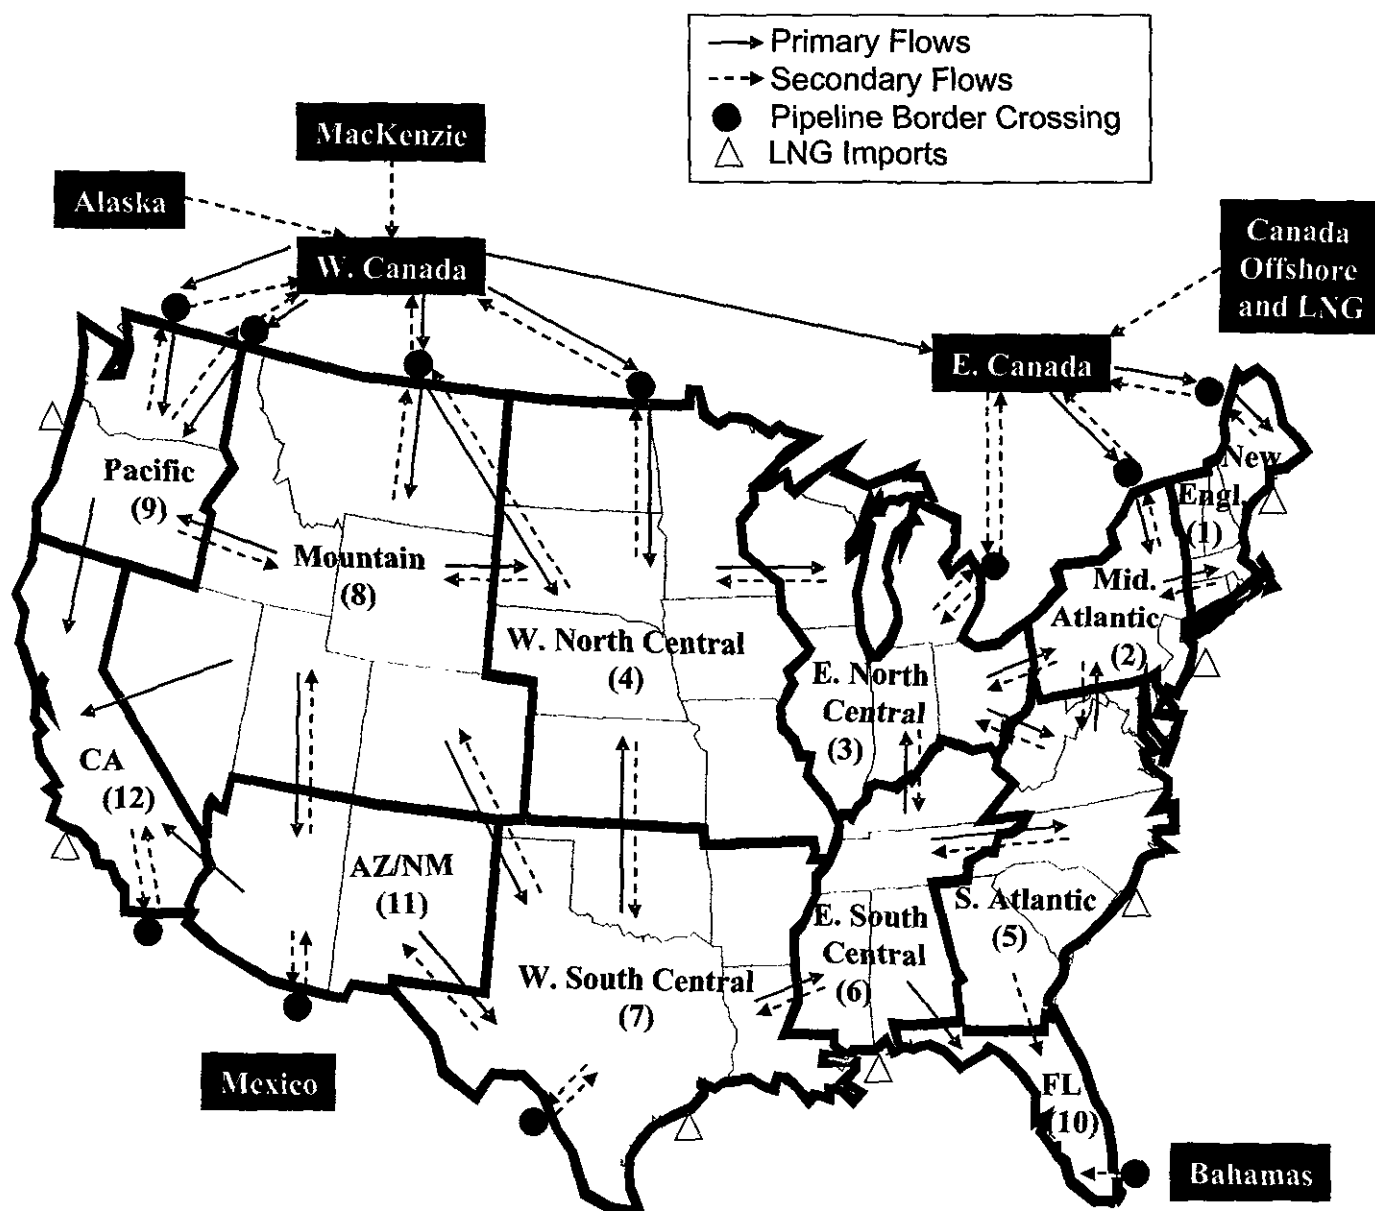 Primary Flows
Secondary Flows
Pipeline Border Crossing
LNG Imports
MacKenzie
Alaska
W. Canada
Canada
Offshore
and LNG
E. Canada
Pacific
(9)
New
Engl.
(1)
Mountain
(8)
Mid.
Atlantic
(2)
W. North Central
(4)
E. North
Central
(3)
CA
(12)
AZ/NM
(11)
S. Atlantic
(5)
E. South
Central
(6)
W. South Central
(7)
Mexico
FL
(10)
Bahamas